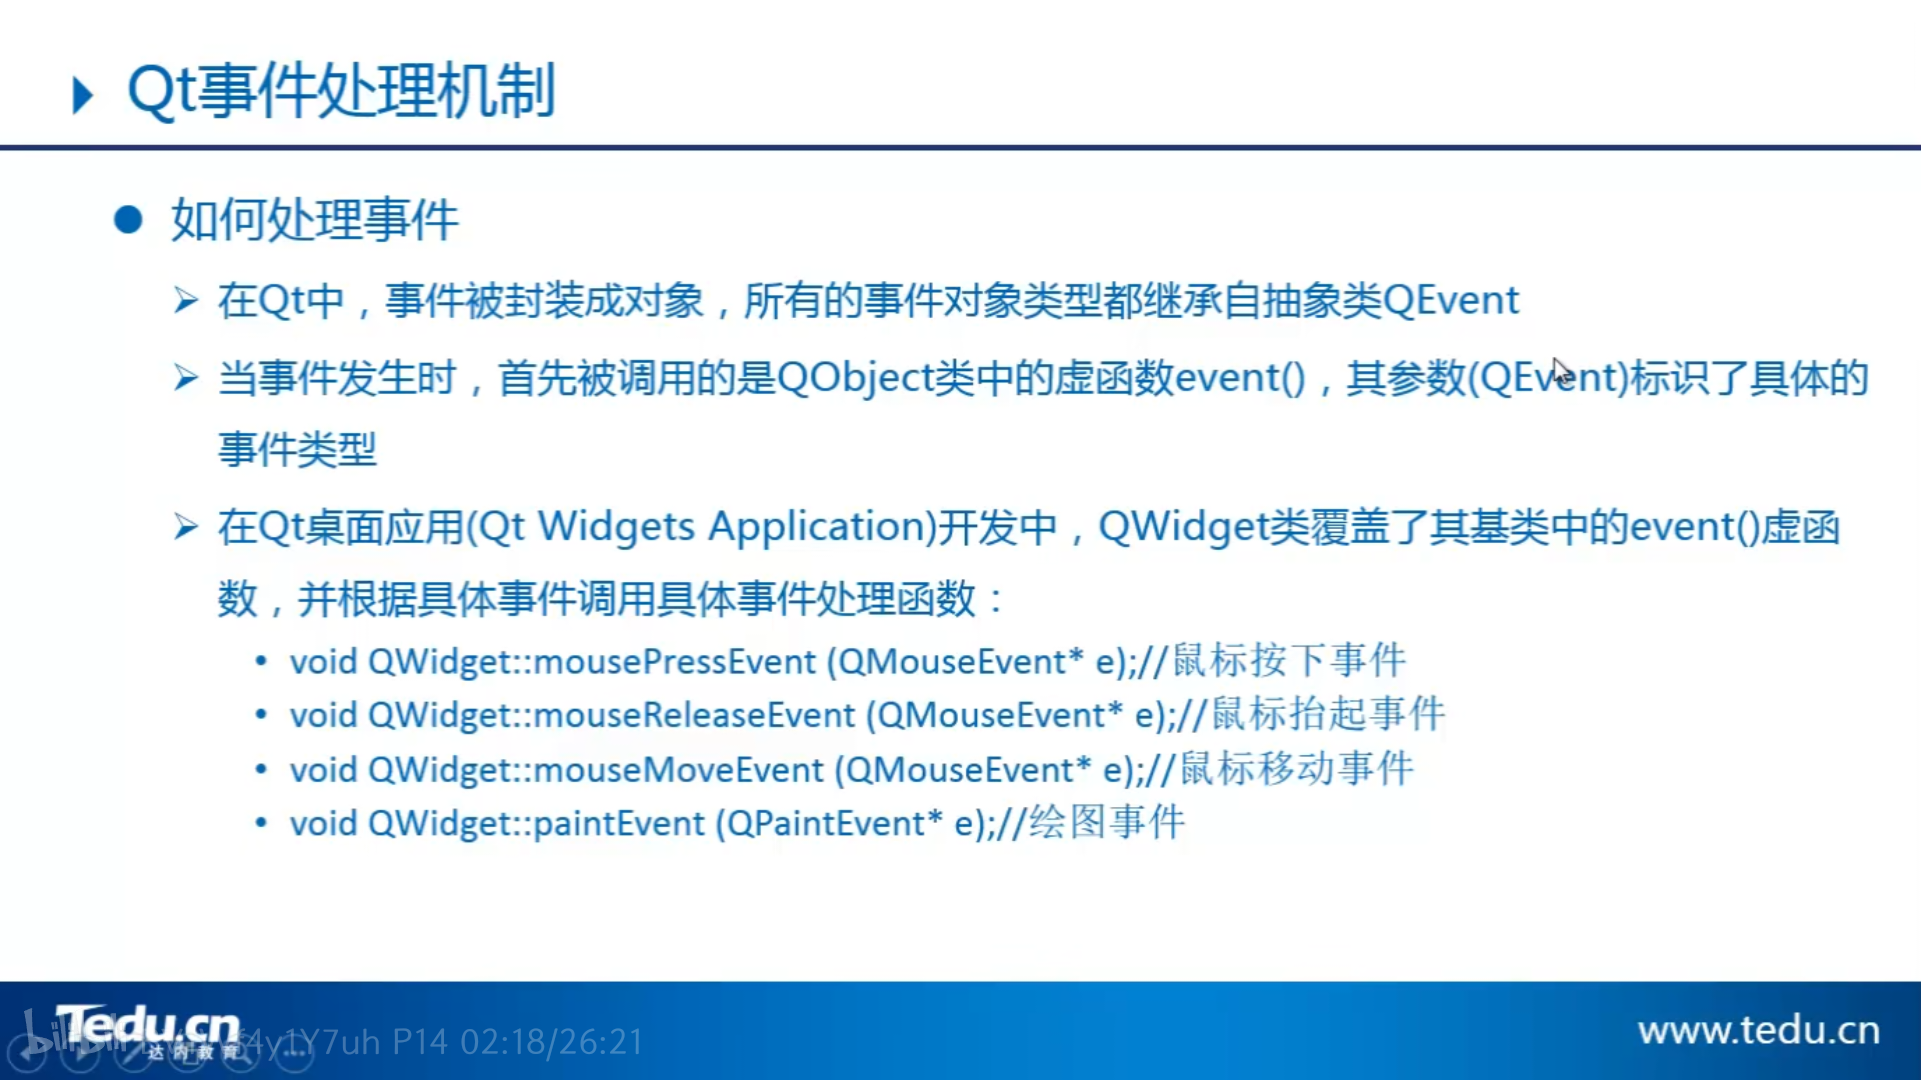 Qt事件处理机制
如何处理事件
在Qt中，事件被封装成对象，所有的事件对象类型都继承自抽象类QEvent
当事件发生时，首先被调用的是QObject类中的虚函数event()，其参数(QEvent)标识了具体的
事件类型
在Qt桌面应用(Qt Widgets Application)开发中，QWidget类覆盖了其基类中的event()虚函
数，并根据具体事件调用具体事件处理函数：
• void QWidget::mousePressEvent (QMouseEvent* e);//鼠标按下事件
• void QWidget::mouseReleaseEvent (QMouseEvent* e);//鼠标抬起事件
• void QWidget::mouseMoveEvent (QMouseEvent* e);//鼠标移动事件
• void QWidget::paintEvent (QPaintEvent* e);//绘图事件
Tedu.cn
达内教育
P14 02:18/26:21
www.tedu.cn